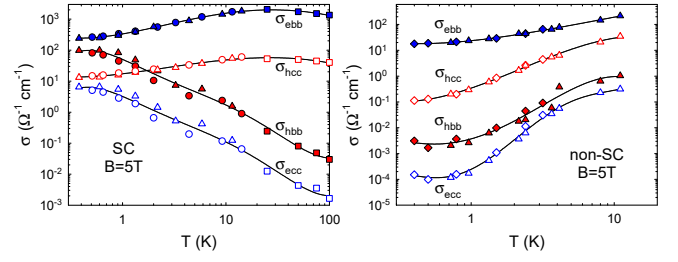 10³
10²
10¹
10⁰
10⁻¹
10⁻²
10⁻³
σ (Ω⁻¹ cm⁻¹)
σebb
σhcc
σhbb
σecc
SC
B=5T
1
10
100
T (K)
10²
10¹
10⁰
10⁻¹
10⁻²
10⁻³
10⁻⁴
10⁻⁵
σ (Ω⁻¹ cm⁻¹)
σebb
σhcc
σhbb
σecc
non-SC
B=5T
1
10
T (K)